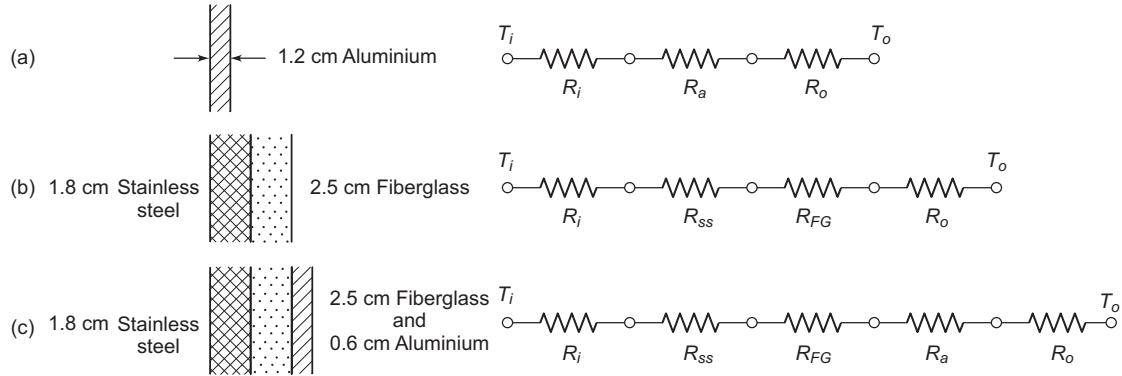 (a)
1.2 cm Aluminium
T_i
R_i
R_a
R_o
T_o
(b)
1.8 cm Stainless
steel
2.5 cm Fiberglass
T_i
R_i
R_ss
R_FG
R_o
T_o
(c)
1.8 cm Stainless
steel
2.5 cm Fiberglass
and
0.6 cm Aluminium
T_i
R_i
R_ss
R_FG
R_a
R_o
T_o